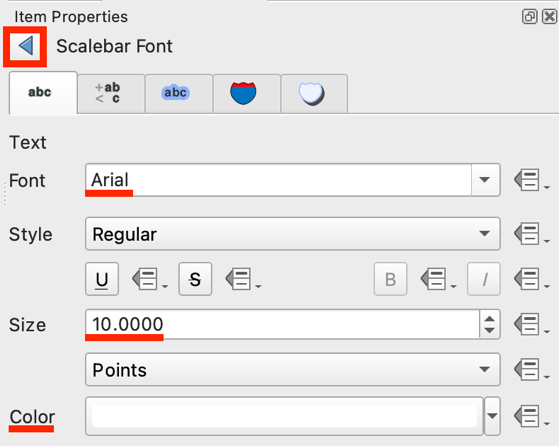 Item Properties
Scalebar Font
abc
+ab
< c
abc
Text
Font Arial
Style Regular
U S B I
Size 10.0000
Points
Color